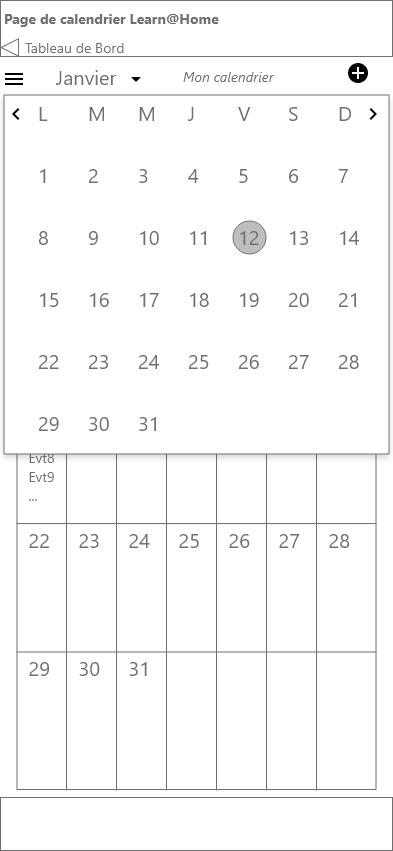 Page de calendrier Learn@Home
Tableau de Bord
Janvier Mon calendrier
L M M J V S D
1 2 3 4 5 6 7
8 9 10 11 12 13 14
15 16 17 18 19 20 21
22 23 24 25 26 27 28
29 30 31
Evt8
Evt9
...
22 23 24 25 26 27 28
29 30 31